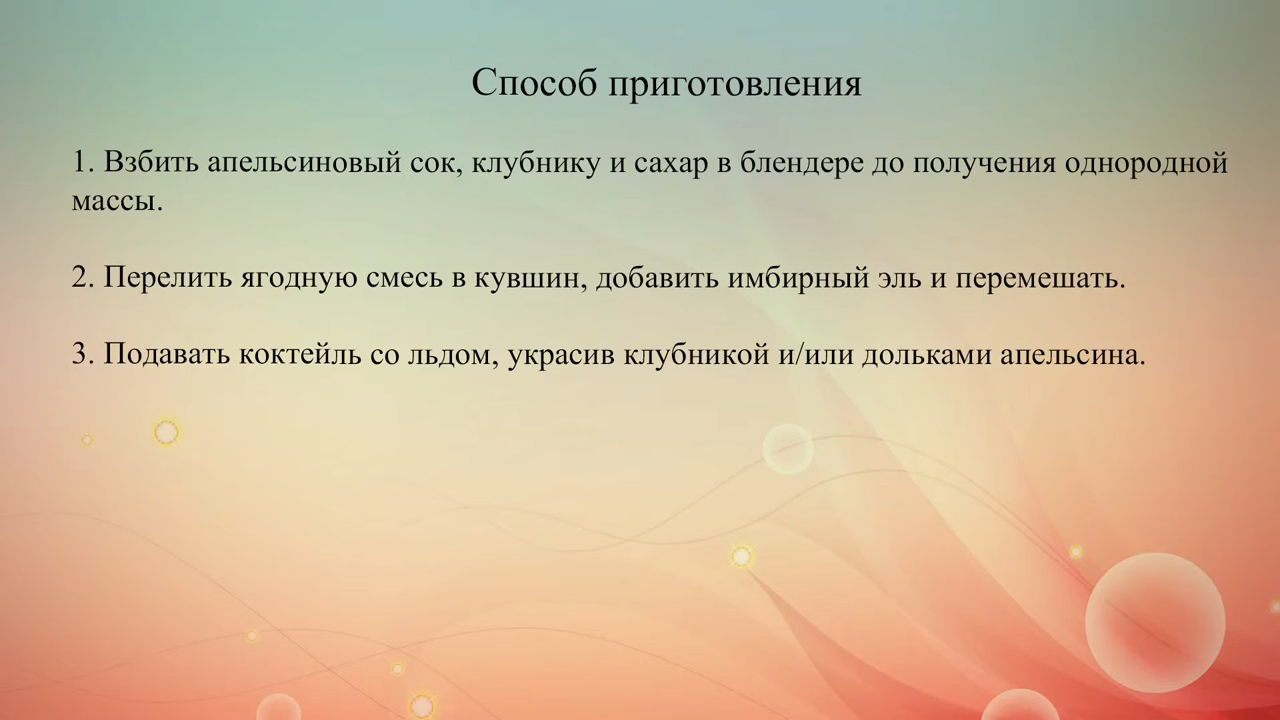 Способ приготовления
1. Взбить апельсиновый сок, клубнику и сахар в блендере до получения однородной
массы.
2. Перелить ягодную смесь в кувшин, добавить имбирный эль и перемешать.
3. Подавать коктейль со льдом, украсив клубникой и/или дольками апельсина.